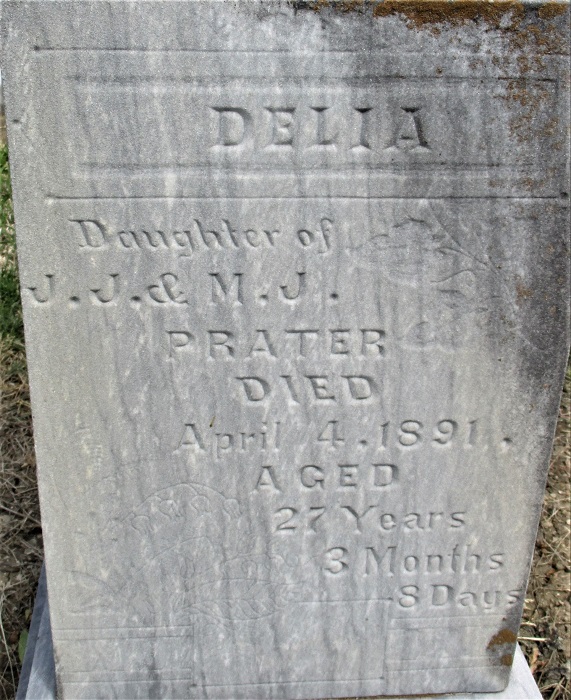 DELIA
Daughter of
J.J.& M.J.
PRATER
DIED
April 4, 1891.
AGED
27 Years
3 Months
8 Days